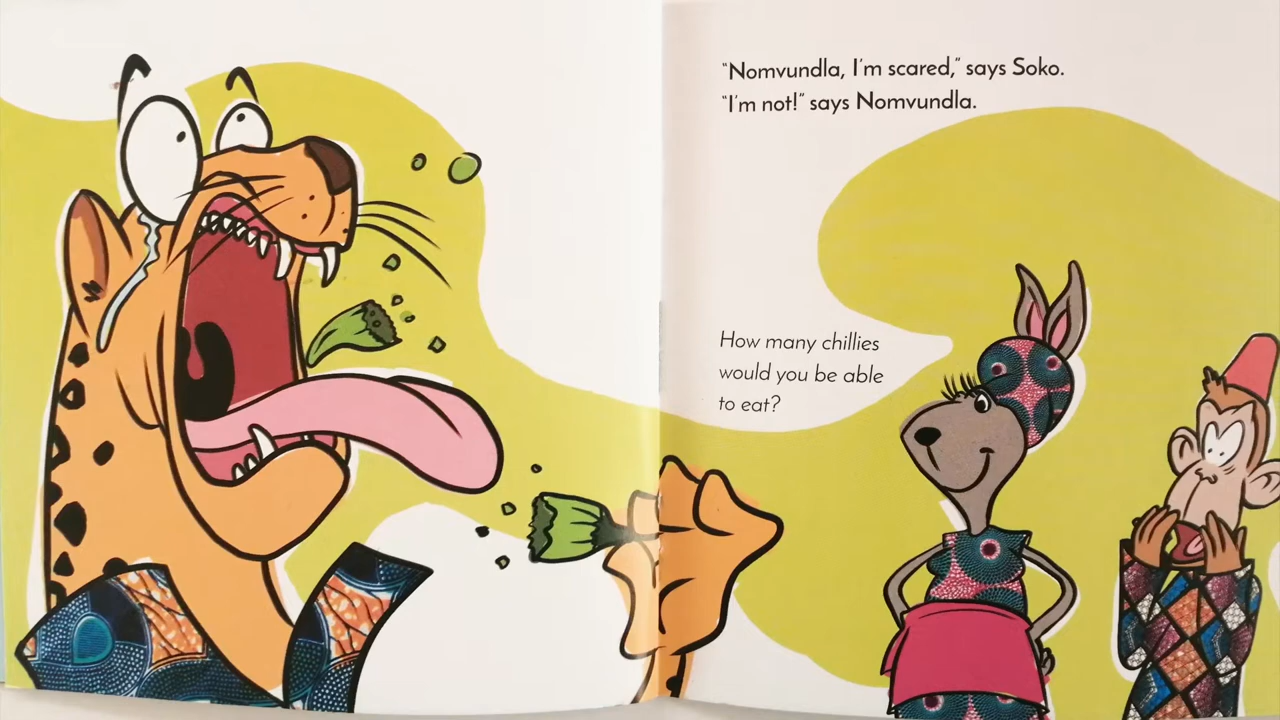 "Nomvundla, I'm scared," says Soko.
"I'm not!" says Nomvundla.
How many chillies
would you be able
to eat?